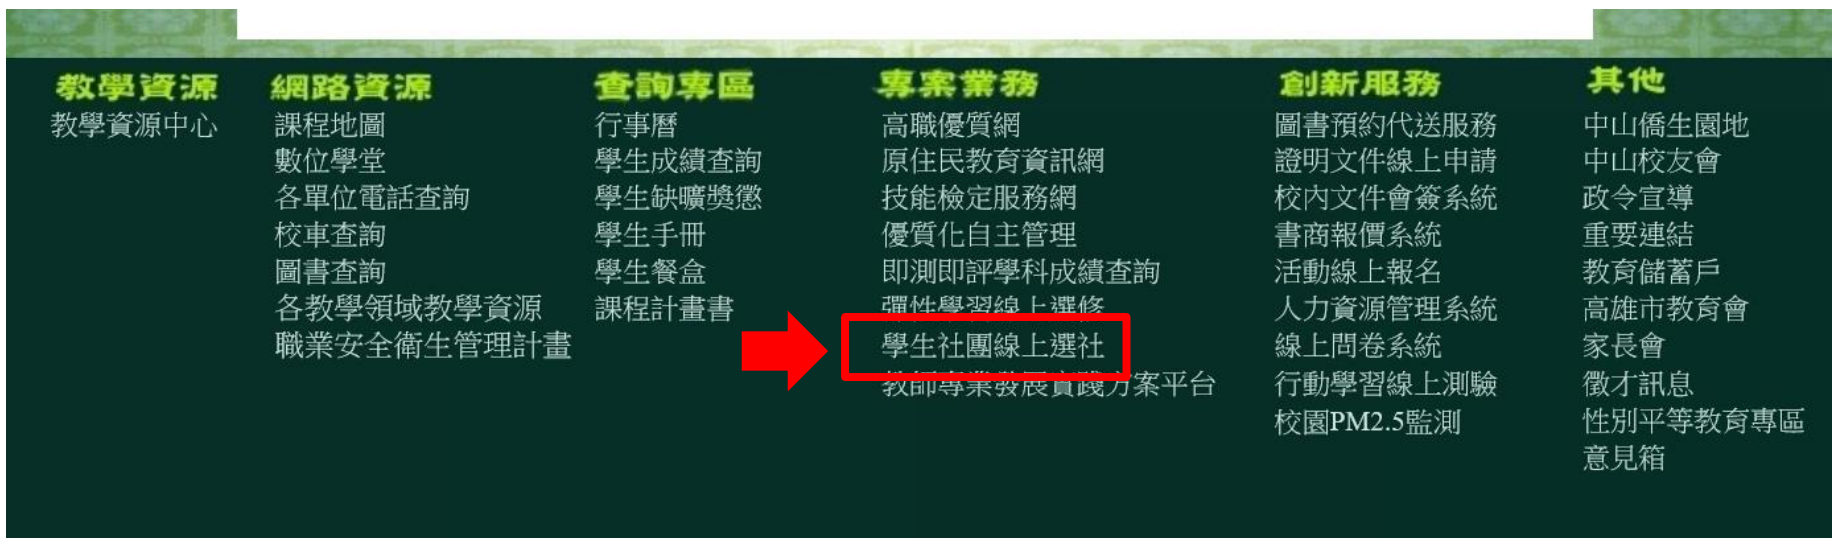 教學資源
教學資源中心
網路資源
課程地圖
數位學堂
各單位電話查詢
校車查詢
圖書查詢
各教學領域教學資源
職業安全衛生管理計畫
查詢專區
行事曆
學生成績查詢
學生缺曠獎懲
學生手冊
學生餐盒
課程計畫書
專案業務
高職優質網
原住民教育資訊網
技能檢定服務網
優質化自主管理
即測即評學科成績查詢
彈性學習線上選修
學生社團線上選社
教師專業發展實踐方案平台
創新服務
圖書預約代送服務
證明文件線上申請
校內文件會簽系統
書商報價系統
活動線上報名
人力資源管理系統
線上問卷系統
行動學習線上測驗
校園PM2.5監測
其他
中山僑生園地
中山校友會
政令宣導
重要連結
教育儲蓄戶
高雄市教育會
家長會
徵才訊息
性別平等教育專區
意見箱